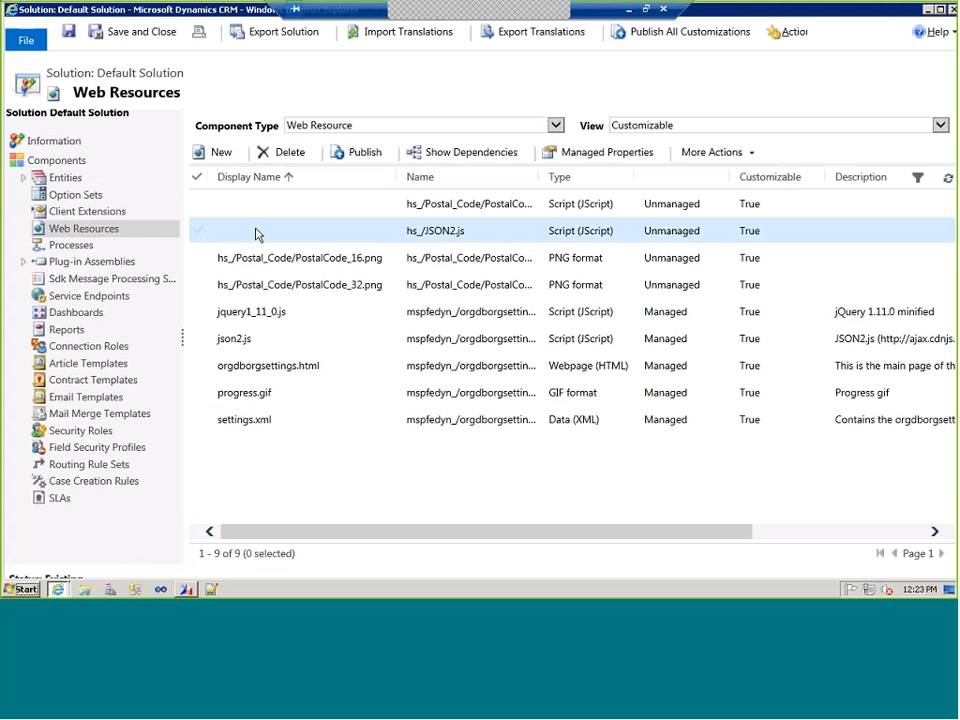 Solution: Default Solution - Microsoft Dynamics CRM - Windo
File
Save and Close
Export Solution
Import Translations
Export Translations
Publish All Customizations
Actio
Help
Solution: Default Solution
Web Resources
Solution Default Solution
Information
Components
Entities
Option Sets
Client Extensions
Web Resources
Processes
Plug-in Assemblies
Sdk Message Processing S...
Service Endpoints
Dashboards
Reports
Connection Roles
Article Templates
Contract Templates
Email Templates
Mail Merge Templates
Security Roles
Field Security Profiles
Routing Rule Sets
Case Creation Rules
SLAs
Component Type Web Resource View Customizable
New Delete Publish Show Dependencies Managed Properties More Actions
Display Name Name Type Customizable Description
hs_/Postal_Code/PostalCo... Script (JScript) Unmanaged True
hs_/JSON2.js Script (JScript) Unmanaged True
hs_/Postal_Code/PostalCode_16.png hs_/Postal_Code/PostalCo... PNG format Unmanaged True
hs_/Postal_Code/PostalCode_32.png hs_/Postal_Code/PostalCo... PNG format Unmanaged True
jquery1_11_0.js mspfedyn_/orgdborgsettin... Script (JScript) Managed True jQuery 1.11.0 minified
json2.js mspfedyn_/orgdborgsettin... Script (JScript) Managed True JSON2.js (http://ajax.cdnjs.
orgdborgsettings.html mspfedyn_/orgdborgsettin... Webpage (HTML) Managed True This is the main page of th
progress.gif mspfedyn_/orgdborgsettin... GIF format Managed True Progress gif
settings.xml mspfedyn_/orgdborgsettin... Data (XML) Managed True Contains the orgdborgsett
1 - 9 of 9 (0 selected) Page 1
Start 12:23 PM